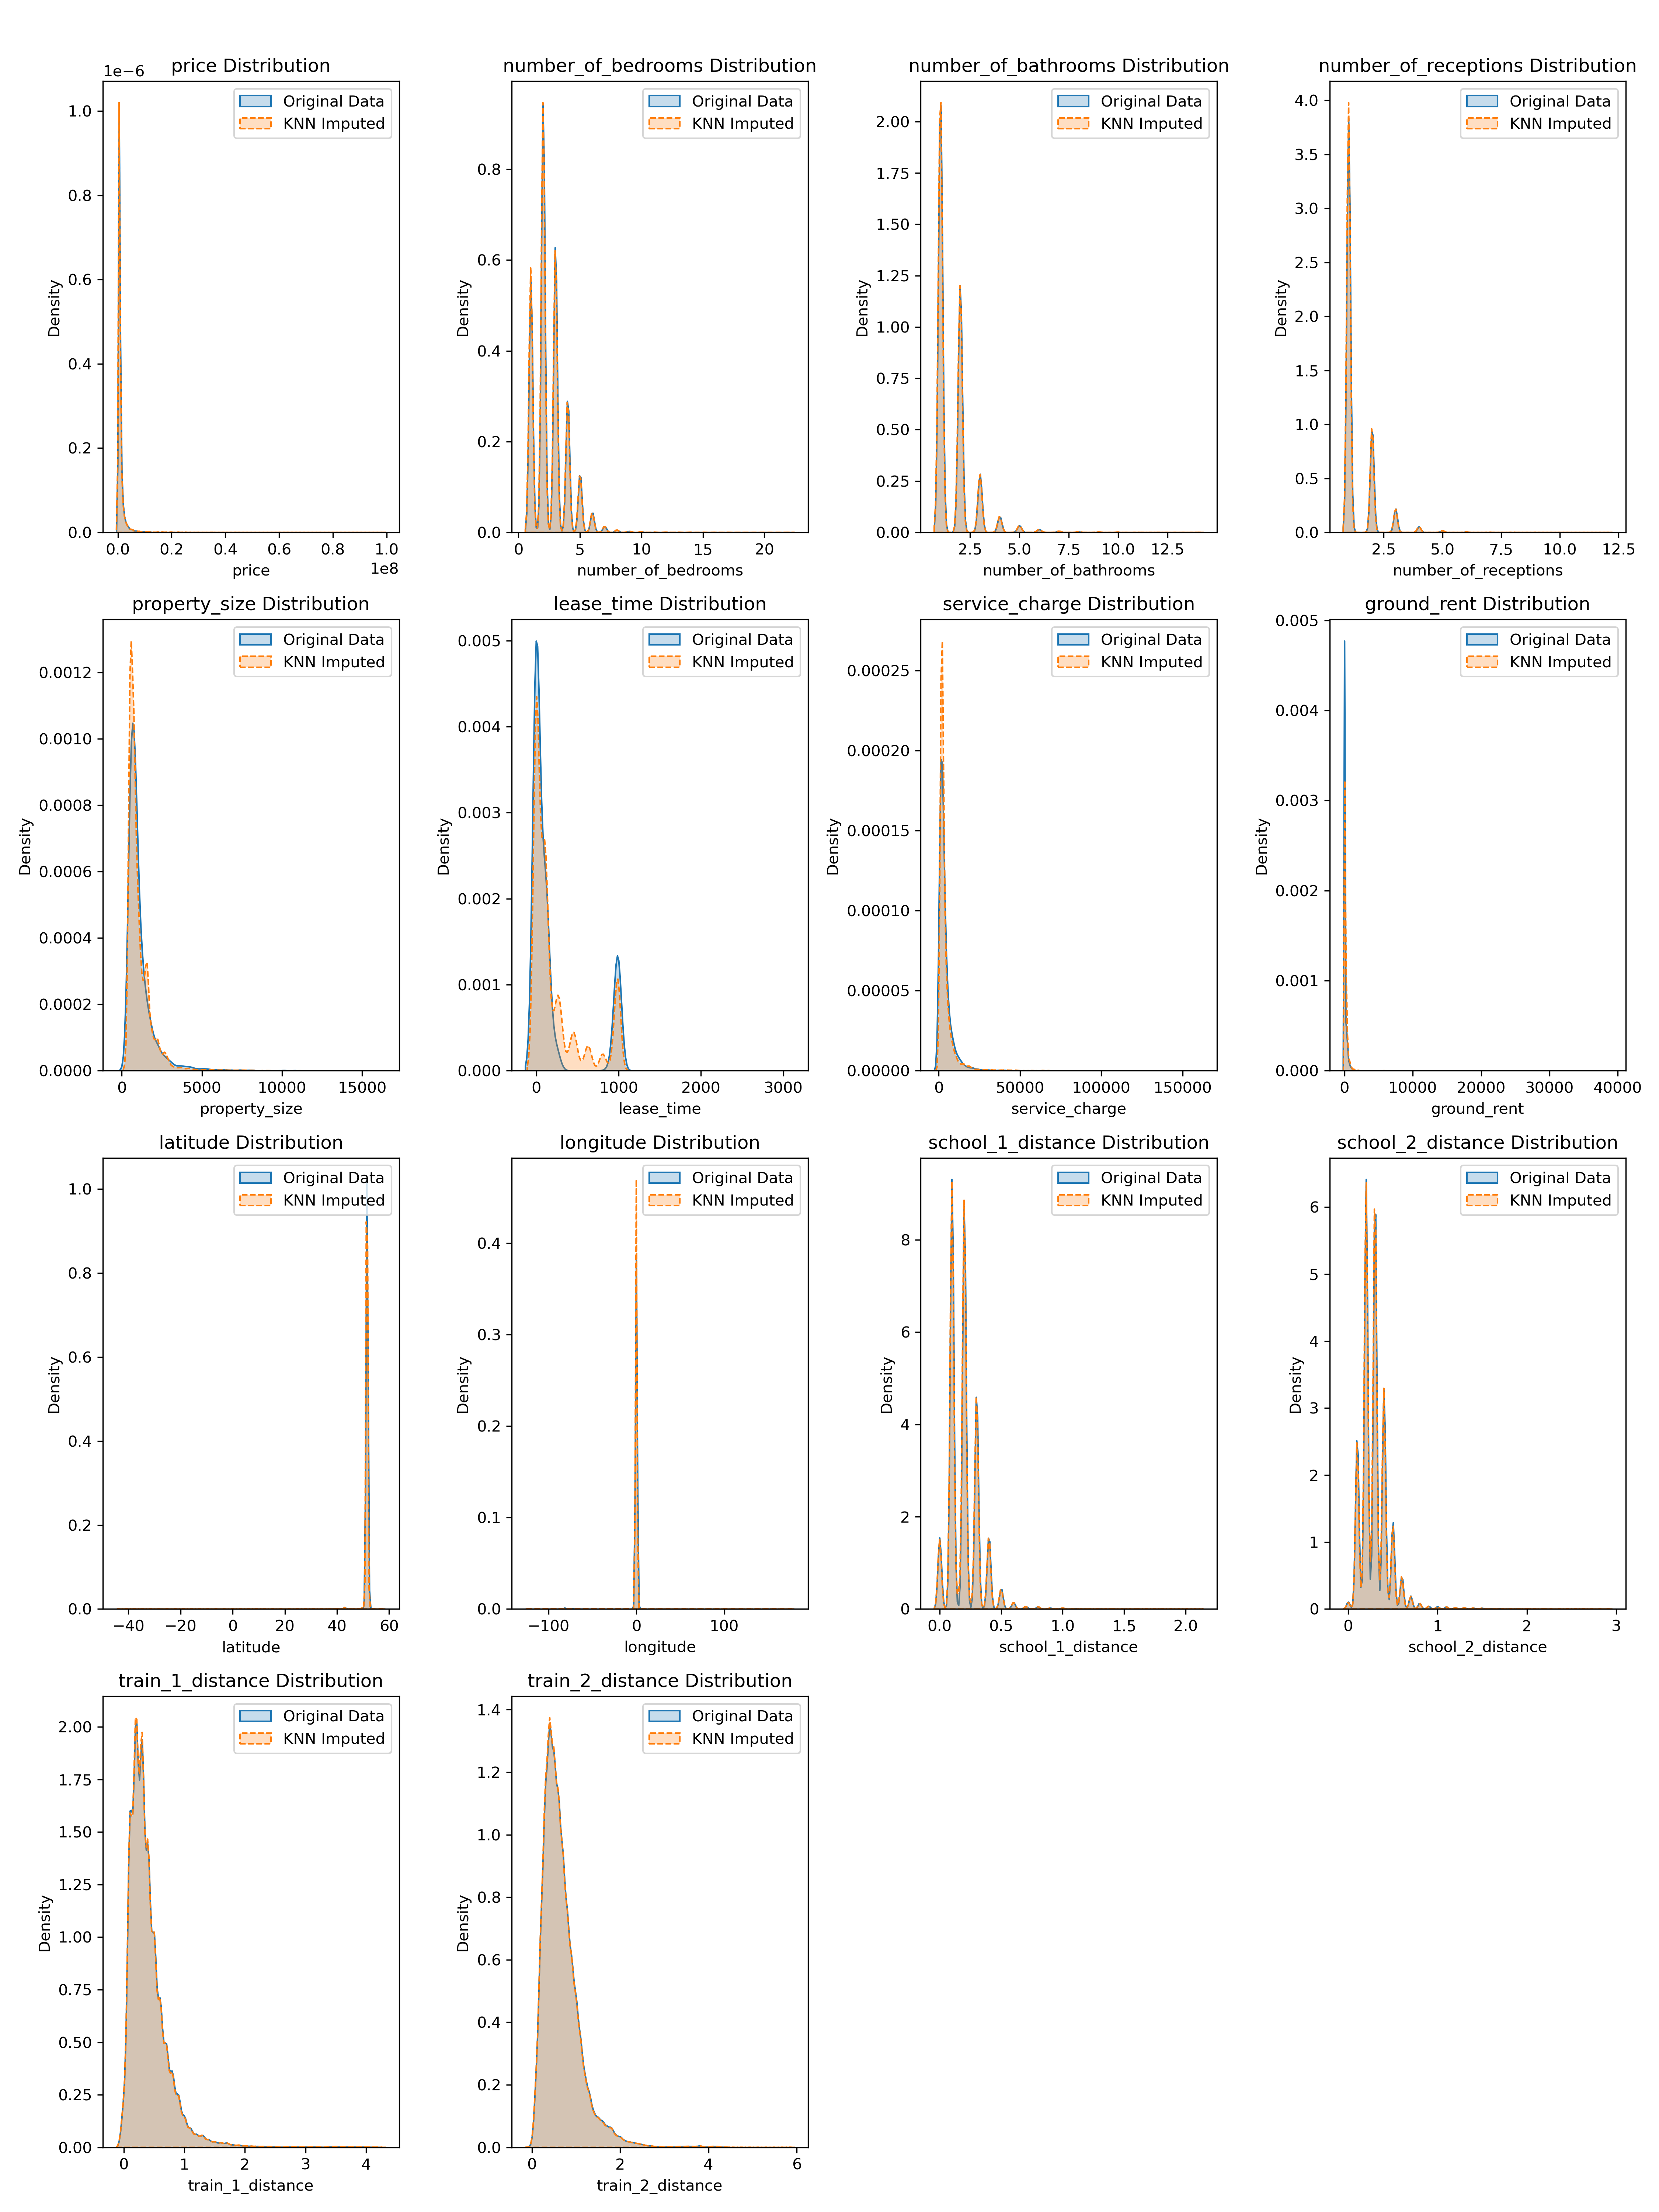 price Distribution
1e−6
Original Data
KNN Imputed
1.0
0.8
0.6
0.4
0.2
0.0
Density
0.0 0.2 0.4 0.6 0.8 1.0
1e8
price
number_of_bedrooms Distribution
Original Data
KNN Imputed
0.8
0.6
0.4
0.2
0.0
Density
0 5 10 15 20
number_of_bedrooms
number_of_bathrooms Distribution
Original Data
KNN Imputed
2.00
1.75
1.50
1.25
1.00
0.75
0.50
0.25
0.00
Density
2.5 5.0 7.5 10.0 12.5
number_of_bathrooms
number_of_receptions Distribution
Original Data
KNN Imputed
4.0
3.5
3.0
2.5
2.0
1.5
1.0
0.5
0.0
Density
2.5 5.0 7.5 10.0 12.5
number_of_receptions
property_size Distribution
Original Data
KNN Imputed
0.0012
0.0010
0.0008
0.0006
0.0004
0.0002
0.0000
Density
0 5000 10000 15000
property_size
lease_time Distribution
Original Data
KNN Imputed
0.005
0.004
0.003
0.002
0.001
0.000
Density
0 1000 2000 3000
lease_time
service_charge Distribution
Original Data
KNN Imputed
0.00025
0.00020
0.00015
0.00010
0.00005
0.00000
Density
0 50000 100000 150000
service_charge
ground_rent Distribution
Original Data
KNN Imputed
0.005
0.004
0.003
0.002
0.001
0.000
Density
0 10000 20000 30000 40000
ground_rent
latitude Distribution
Original Data
KNN Imputed
1.0
0.8
0.6
0.4
0.2
0.0
Density
−40 −20 0 20 40 60
latitude
longitude Distribution
Original Data
KNN Imputed
0.4
0.3
0.2
0.1
0.0
Density
−100 0 100
longitude
school_1_distance Distribution
Original Data
KNN Imputed
8
6
4
2
0
Density
0.0 0.5 1.0 1.5 2.0
school_1_distance
school_2_distance Distribution
Original Data
KNN Imputed
6
5
4
3
2
1
0
Density
0 1 2 3
school_2_distance
train_1_distance Distribution
Original Data
KNN Imputed
2.00
1.75
1.50
1.25
1.00
0.75
0.50
0.25
0.00
Density
0 1 2 3 4
train_1_distance
train_2_distance Distribution
Original Data
KNN Imputed
1.4
1.2
1.0
0.8
0.6
0.4
0.2
0.0
Density
0 2 4 6
train_2_distance